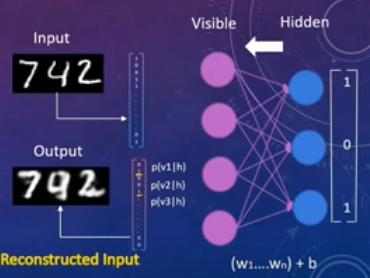 Visible Hidden
Input
742
1
0
1
Output
792
p(v1|h)
p(v2|h)
p(v3|h)
Reconstructed Input
(w1....wn) + b